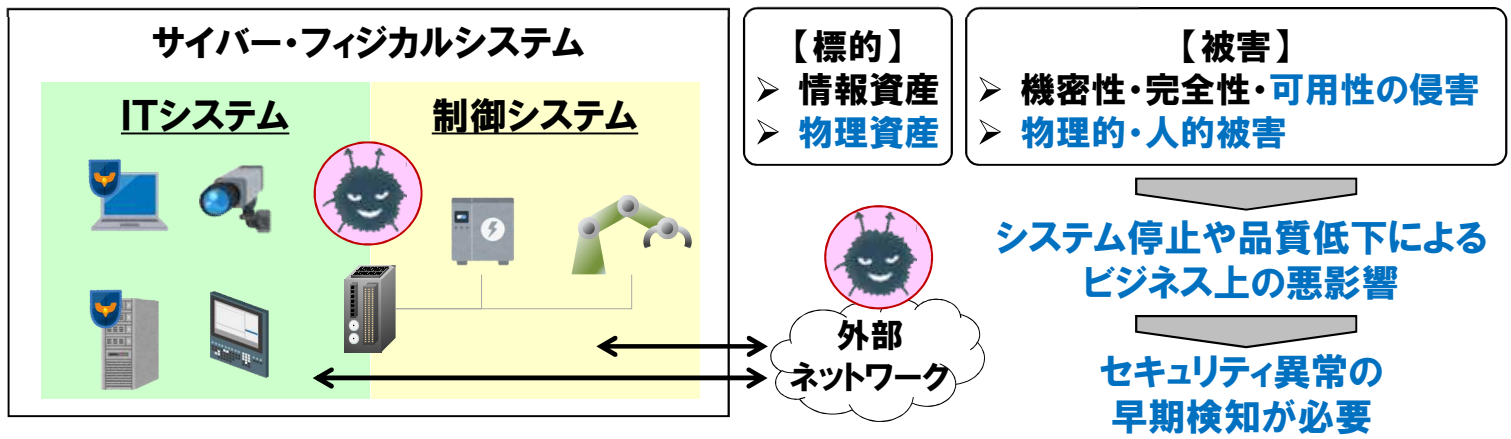 サイバー・フィジカルシステム
ITシステム
制御システム
【標的】
➢ 情報資産
➢ 物理資産
【被害】
➢ 機密性・完全性・可用性の侵害
➢ 物理的・人的被害
システム停止や品質低下による
ビジネス上の悪影響
セキュリティ異常の
早期検知が必要
外部
ネットワーク